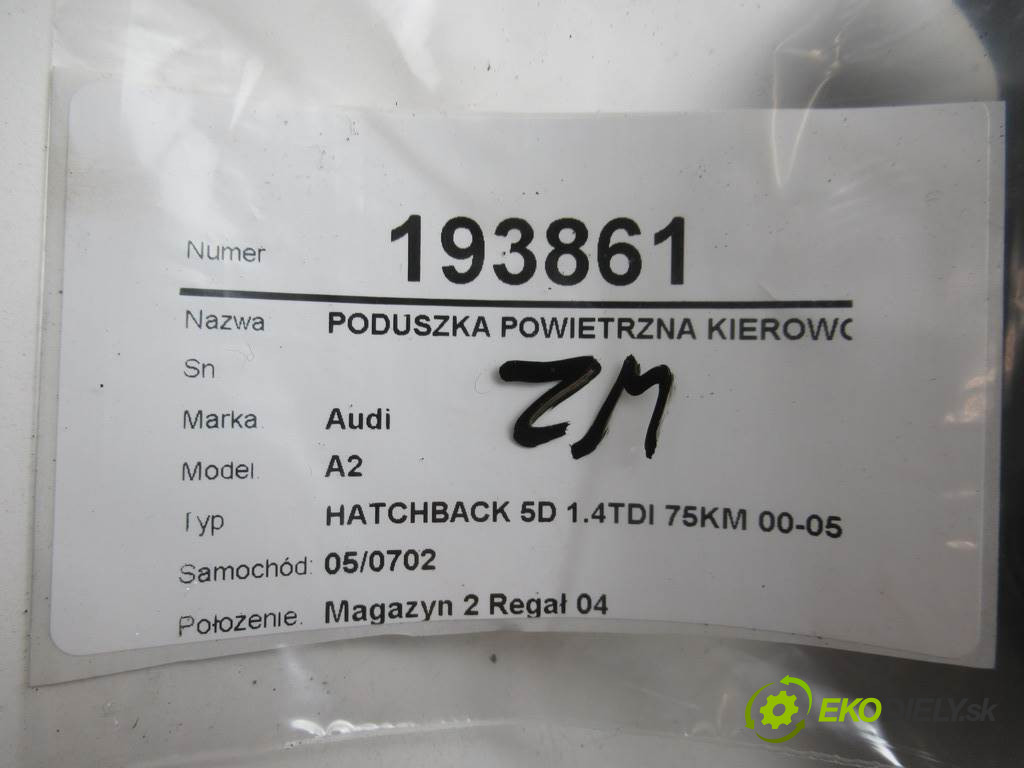 Numer 193861
Nazwa PODUSZKA POWIETRZNA KIEROWC
Sn
ZM
Marka Audi
Model A2
Typ HATCHBACK 5D 1.4TDI 75KM 00-05
Samochód: 05/0702
Położenie. Magazyn 2 Regał 04
EKODIELY.sk